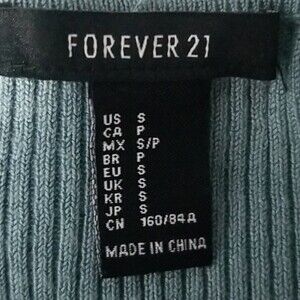 FOREVER 21
US S
CA P
MX S/P
BR P
EU S
UK S
KR S
JP S
CN 160/84A
MADE IN CHINA